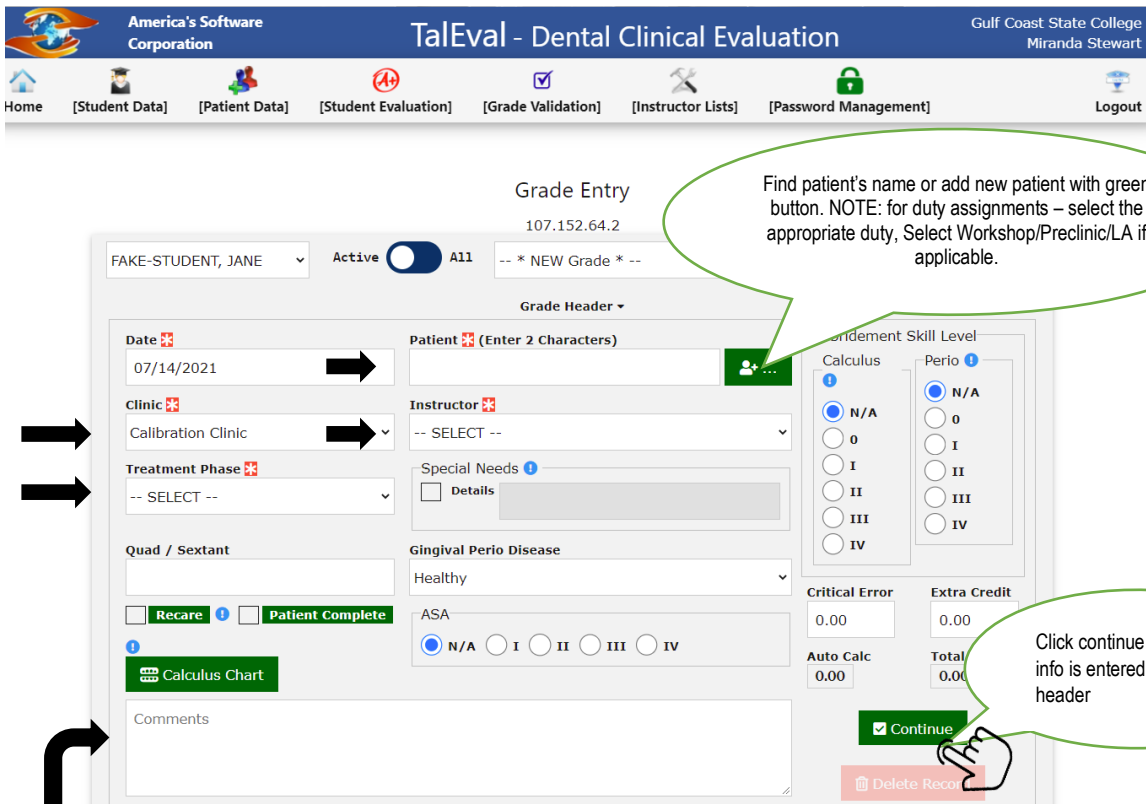 America's Software
Corporation
TalEval - Dental Clinical Evaluation
Gulf Coast State College
Miranda Stewart
Home
[Student Data]
[Patient Data]
[Student Evaluation]
[Grade Validation]
[Instructor Lists]
[Password Management]
Logout
Grade Entry
107.152.64.2
Find patient's name or add new patient with green
button. NOTE: for duty assignments – select the
appropriate duty, Select Workshop/Preclinic/LA if
applicable.
FAKE-STUDENT, JANE
Active
All
-- * NEW Grade * --
Grade Header
Date
Patient (Enter 2 Characters)
07/14/2021
...
Clinic
Instructor
Calibration Clinic
-- SELECT --
Treatment Phase
Special Needs
-- SELECT --
Details
Quad / Sextant
Gingival Perio Disease
Healthy
Recare
Patient Complete
ASA
N/A I II III IV
Calculus Chart
Comments
Skill Level
Calculus
N/A
0
I
II
III
IV
Perio
N/A
0
I
II
III
IV
Critical Error
Extra Credit
0.00
0.00
Auto Calc
Total
0.00
Click continue
info is entered
header
Continue
Delete Record